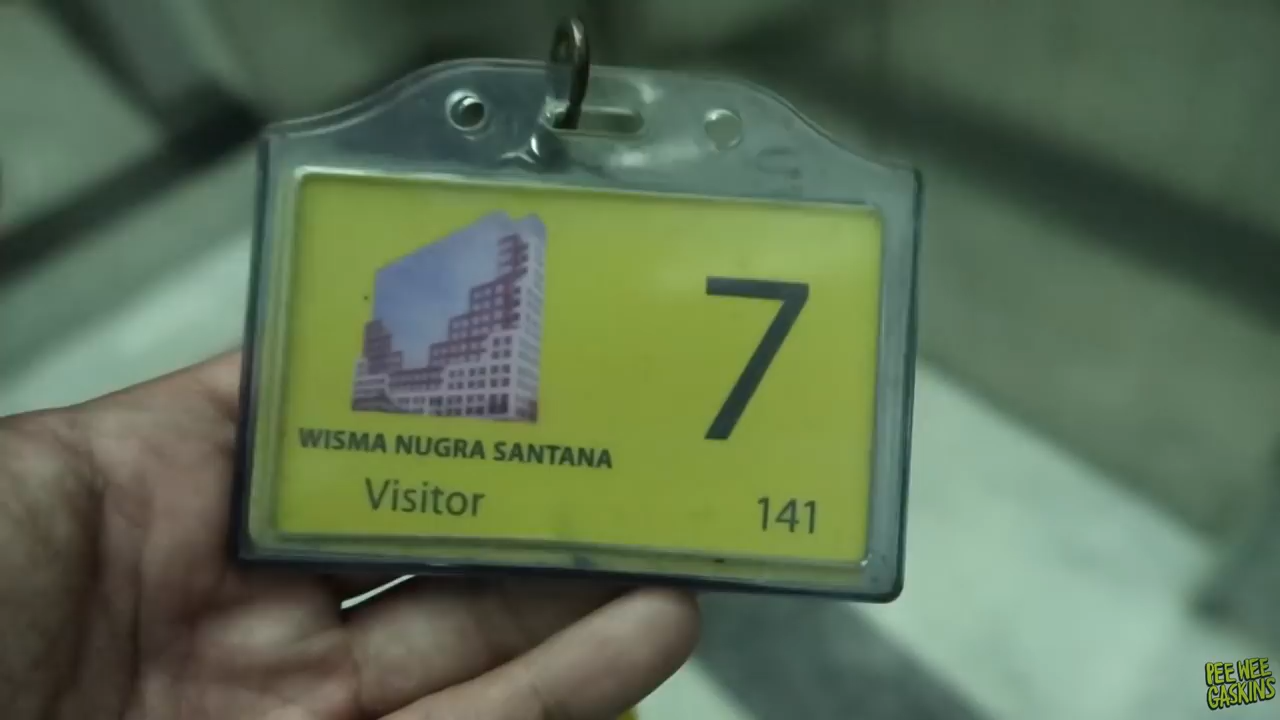 7
WISMA NUGRA SANTANA
Visitor
141
PEE WEE
GASKINS